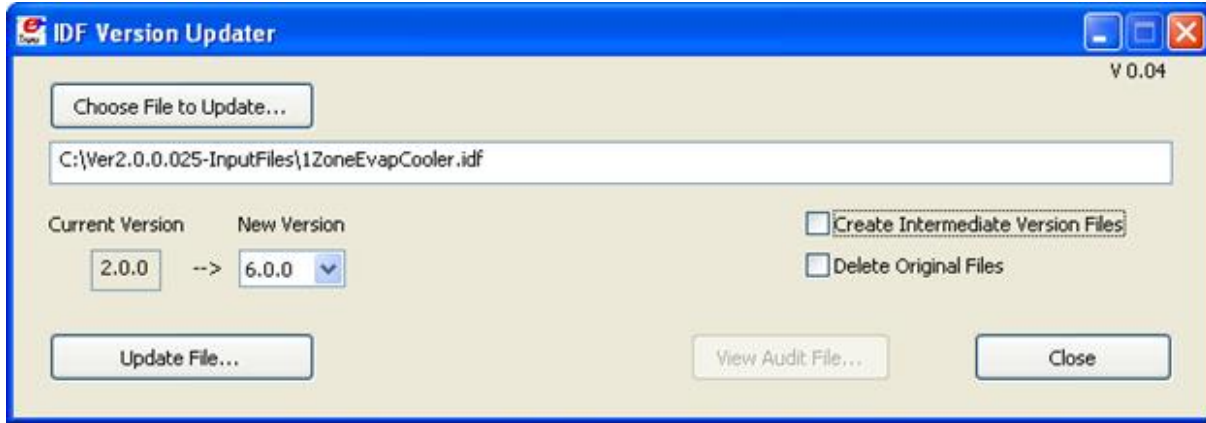 IDF Version Updater
V 0.04
Choose File to Update...
C:\Ver2.0.0.025-InputFiles\1ZoneEvapCooler.idf
Current Version New Version
Create Intermediate Version Files
2.0.0 --> 6.0.0
Delete Original Files
Update File... View Audit File... Close